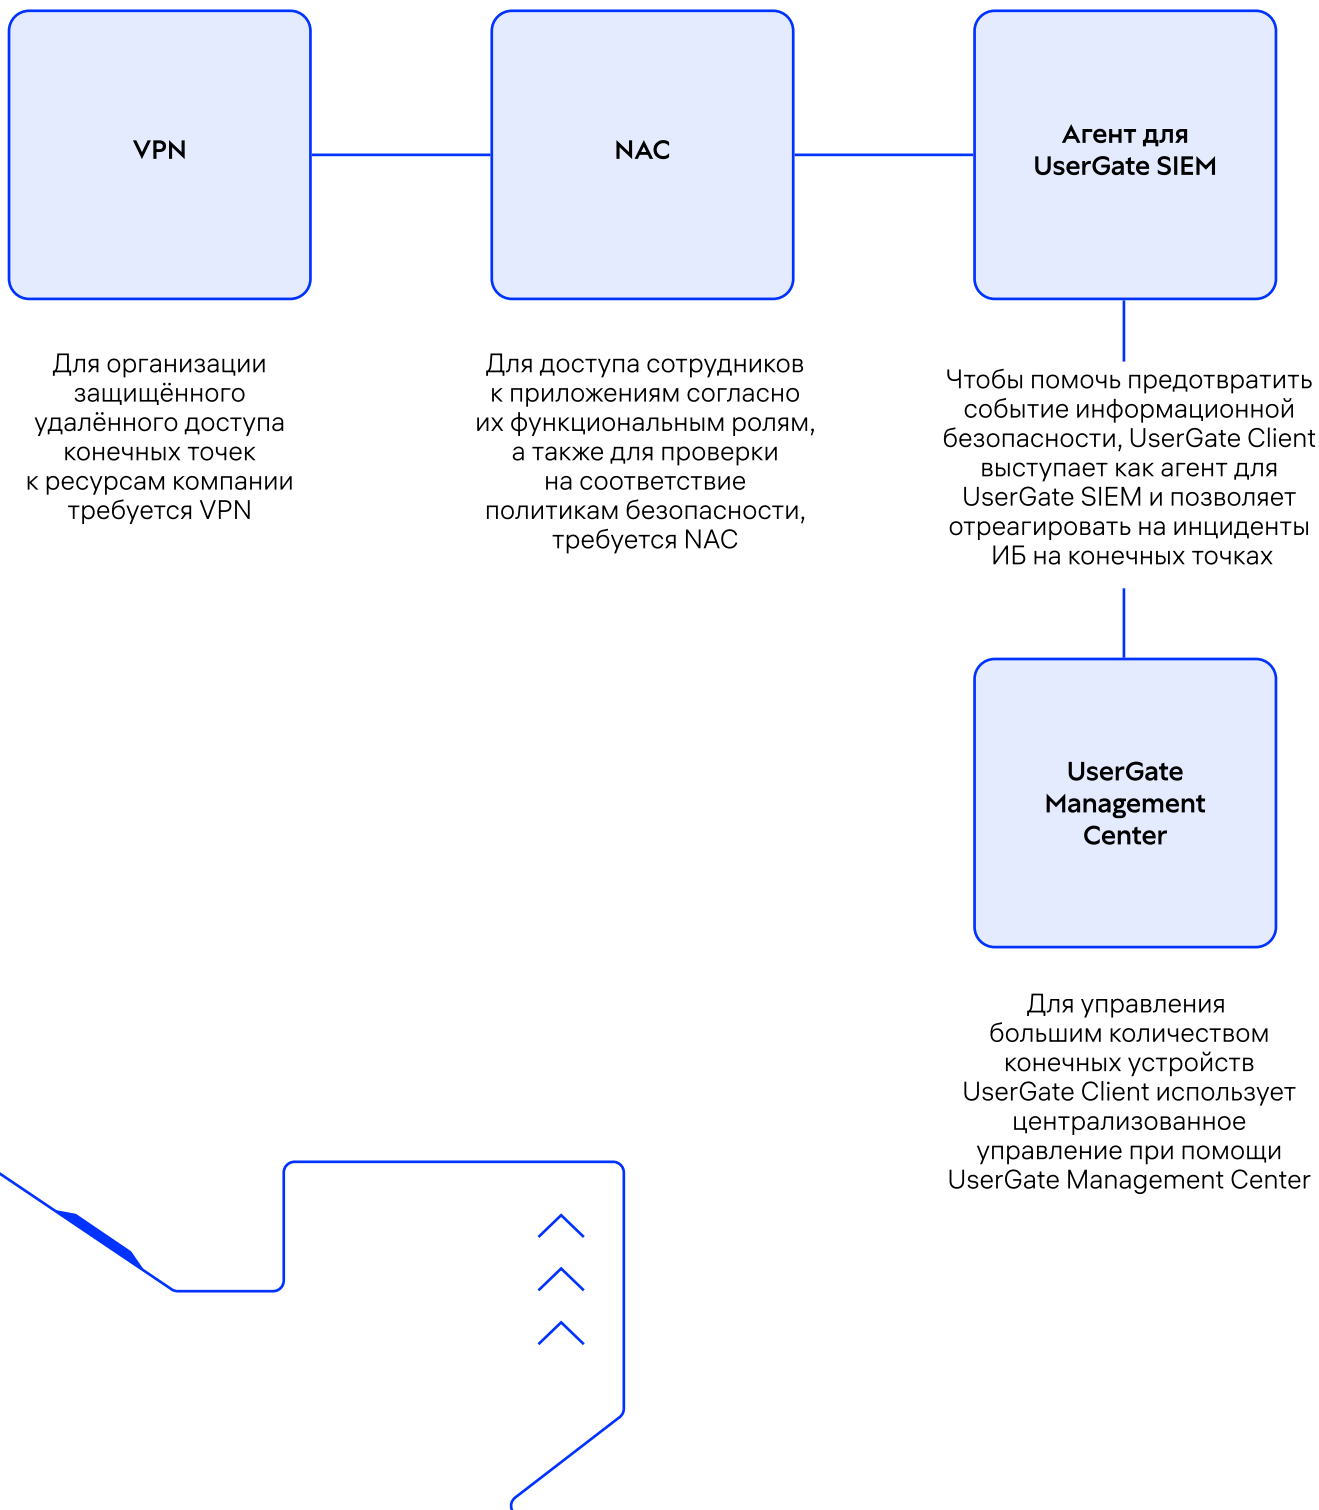 VPN
Для организации
защищённого
удалённого доступа
конечных точек
к ресурсам компании
требуется VPN
NAC
Для доступа сотрудников
к приложениям согласно
их функциональным ролям,
а также для проверки
на соответствие
политикам безопасности,
требуется NAC
Агент для
UserGate SIEM
Чтобы помочь предотвратить
событие информационной
безопасности, UserGate Client
выступает как агент для
UserGate SIEM и позволяет
отреагировать на инциденты
ИБ на конечных точках
UserGate
Management
Center
Для управления
большим количеством
конечных устройств
UserGate Client использует
централизованное
управление при помощи
UserGate Management Center